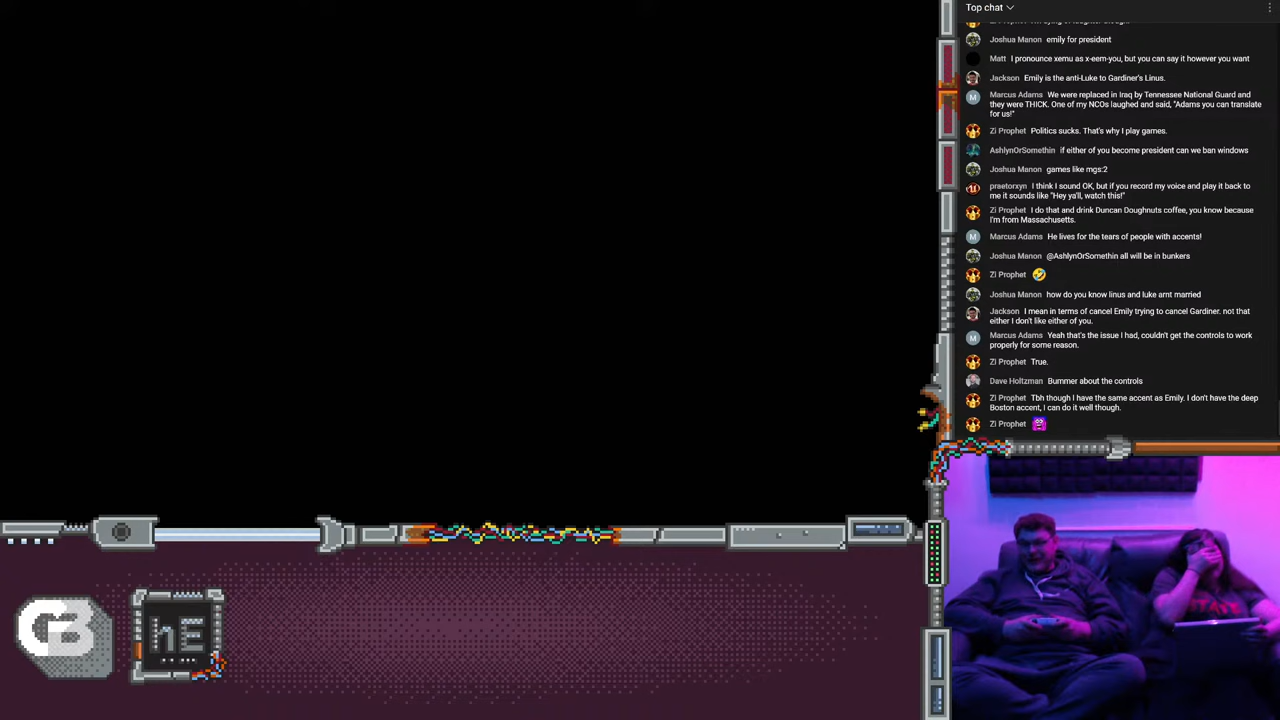 Top chat
Joshua Manon emily for president
Matt I pronounce xemu as x-eem-you, but you can say it however you want
Jackson Emily is the anti-Luke to Gardiner's Linus.
Marcus Adams We were replaced in Iraq by Tennessee National Guard and
they were THICK. One of my NCOs laughed and said, "Adams you can translate
for us!"
Zi Prophet Politics sucks. That's why I play games.
AshlynOrSomethin if either of you become president can we ban windows
Joshua Manon games like mgs:2
praetorxyn I think I sound OK, but if you record my voice and play it back to
me it sounds like "Hey ya'll, watch this!"
Zi Prophet I do that and drink Duncan Doughnuts coffee, you know because
I'm from Massachusetts.
M Marcus Adams He lives for the tears of people with accents!
Joshua Manon @AshlynOrSomethin all will be in bunkers
Zi Prophet 🤣
Joshua Manon how do you know linus and luke arnt married
Jackson I mean in terms of cancel Emily trying to cancel Gardiner. not that
either I don't like either of you.
M Marcus Adams Yeah that's the issue I had, couldn't get the controls to work
properly for some reason.
Zi Prophet True.
Dave Holtzman Bummer about the controls
Zi Prophet Tbh though I have the same accent as Emily. I don't have the deep
Boston accent, I can do it well though.
Zi Prophet
STATE
GB
hE